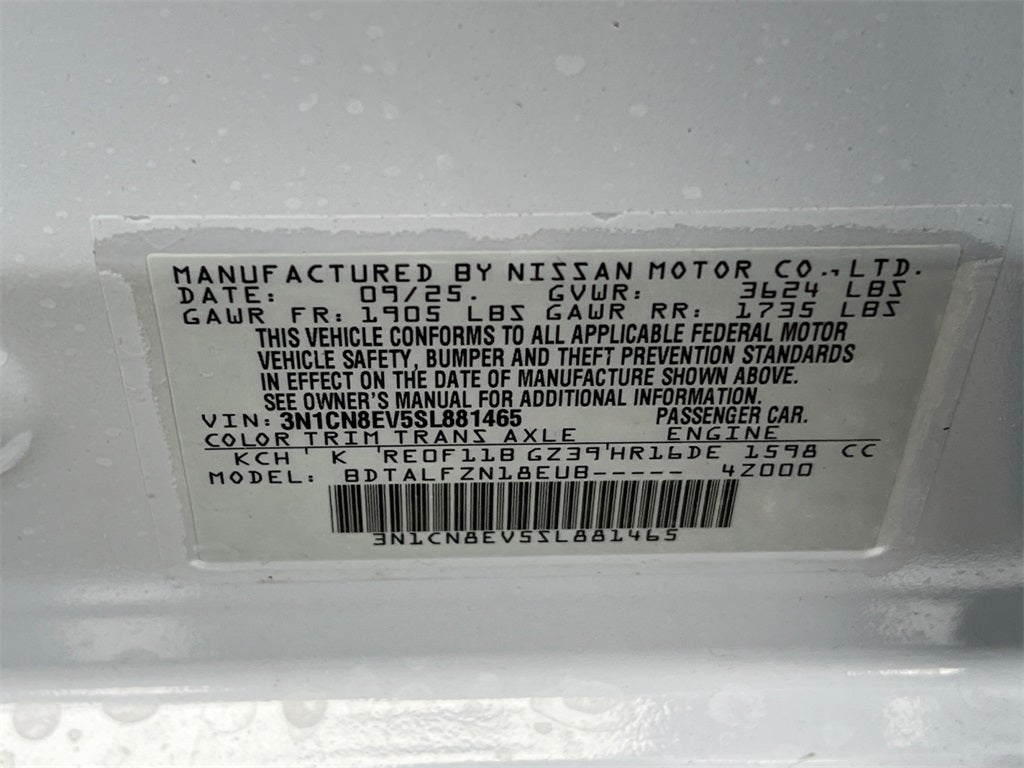 MANUFACTURED BY NISSAN MOTOR CO., LTD.
DATE: 09/25. GVWR: 3624 LBS
GAWR FR: 1905 LBS GAWR RR: 1735 LBS
THIS VEHICLE CONFORMS TO ALL APPLICABLE FEDERAL MOTOR
VEHICLE SAFETY, BUMPER AND THEFT PREVENTION STANDARDS
IN EFFECT ON THE DATE OF MANUFACTURE SHOWN ABOVE.
SEE OWNER'S MANUAL FOR ADDITIONAL INFORMATION.
VIN: 3N1CN8EV5SL881465 PASSENGER CAR.
COLOR TRIM TRANS AXLE ENGINE
KCH K RE0F11B GZ39 HR16DE 1598 CC
MODEL: BDTALFZN18EUB----- 4Z000
3N1CN8EV5SL881465